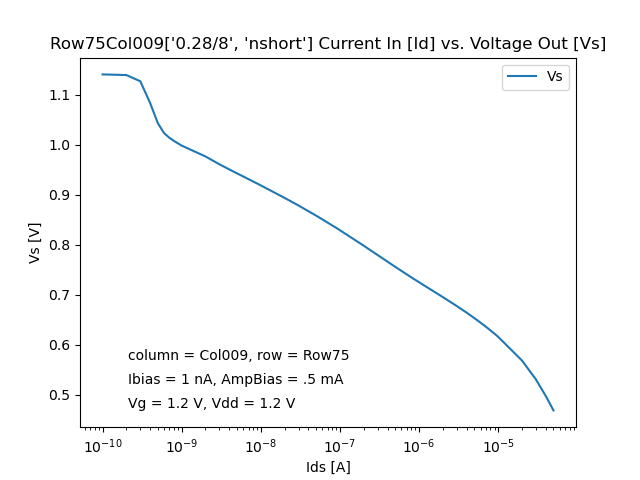 Row75Col009['0.28/8', 'nshort'] Current In [Id] vs. Voltage Out [Vs]
Vs
1.1
1.0
0.9
0.8
0.7
0.6
0.5
Vs [V]
column = Col009, row = Row75
Ibias = 1 nA, AmpBias = .5 mA
Vg = 1.2 V, Vdd = 1.2 V
10⁻¹⁰ 10⁻⁹ 10⁻⁸ 10⁻⁷ 10⁻⁶ 10⁻⁵
Ids [A]